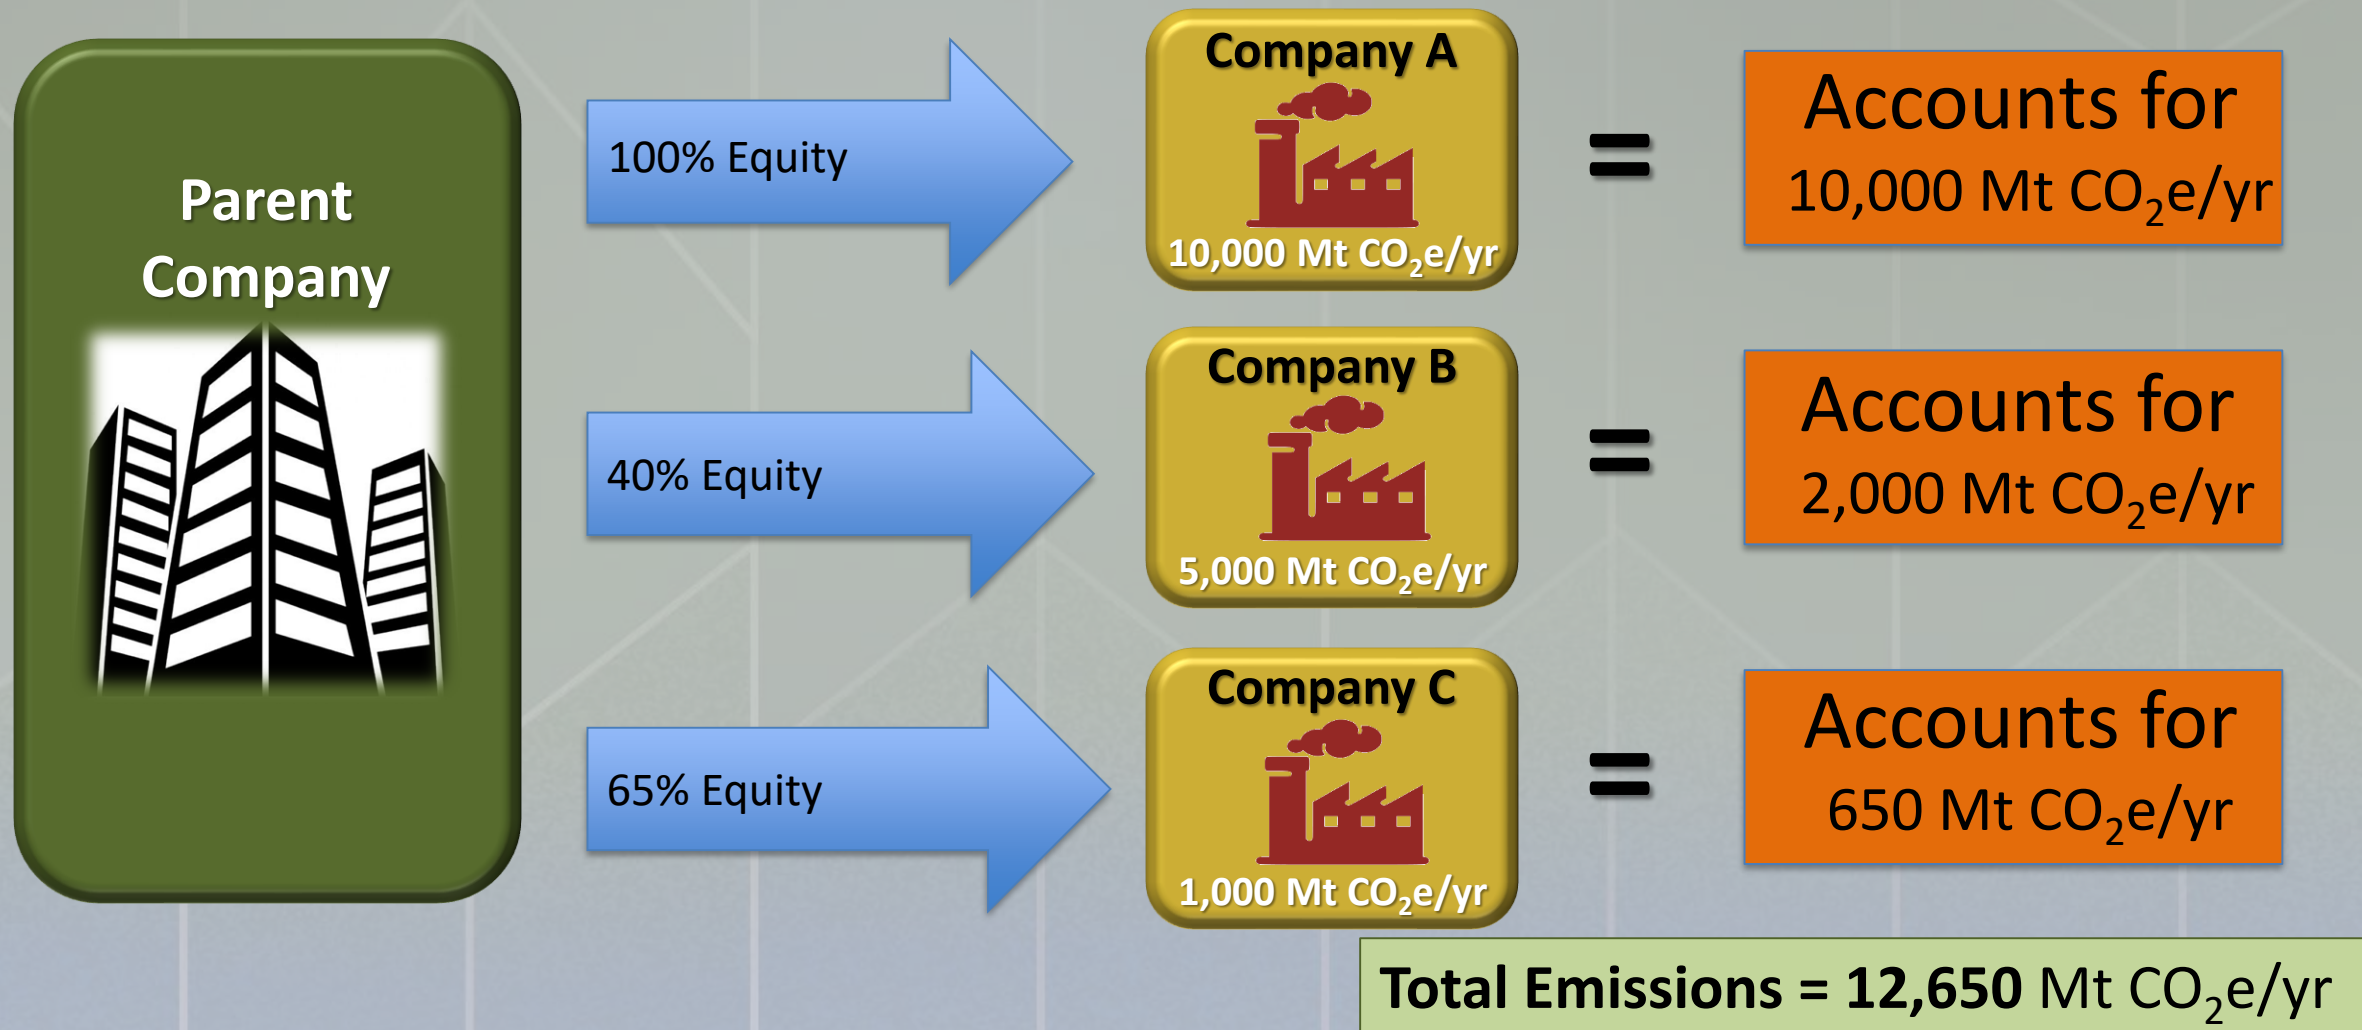 Parent
Company
100% Equity
Company A
10,000 Mt CO₂e/yr
=
Accounts for
10,000 Mt CO₂e/yr
40% Equity
Company B
5,000 Mt CO₂e/yr
=
Accounts for
2,000 Mt CO₂e/yr
65% Equity
Company C
1,000 Mt CO₂e/yr
=
Accounts for
650 Mt CO₂e/yr
Total Emissions = 12,650 Mt CO₂e/yr